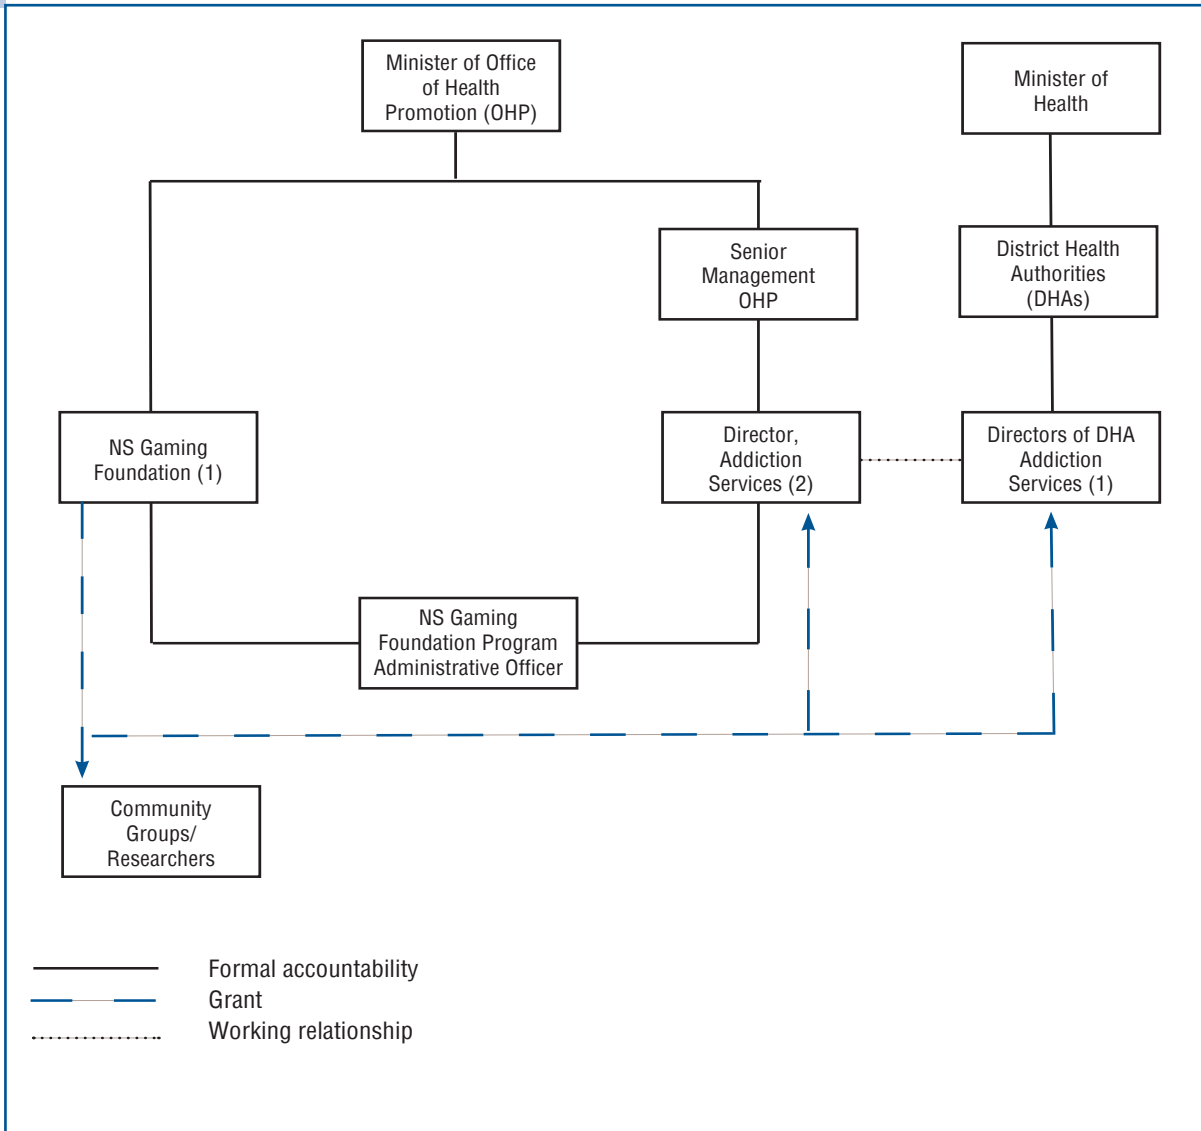 Minister of Office
of Health
Promotion (OHP)
Minister of
Health
Senior
Management
OHP
District Health
Authorities
(DHAs)
NS Gaming
Foundation (1)
Director,
Addiction
Services (2)
Directors of DHA
Addiction
Services (1)
NS Gaming
Foundation Program
Administrative Officer
Community
Groups/
Researchers
Formal accountability
Grant
Working relationship